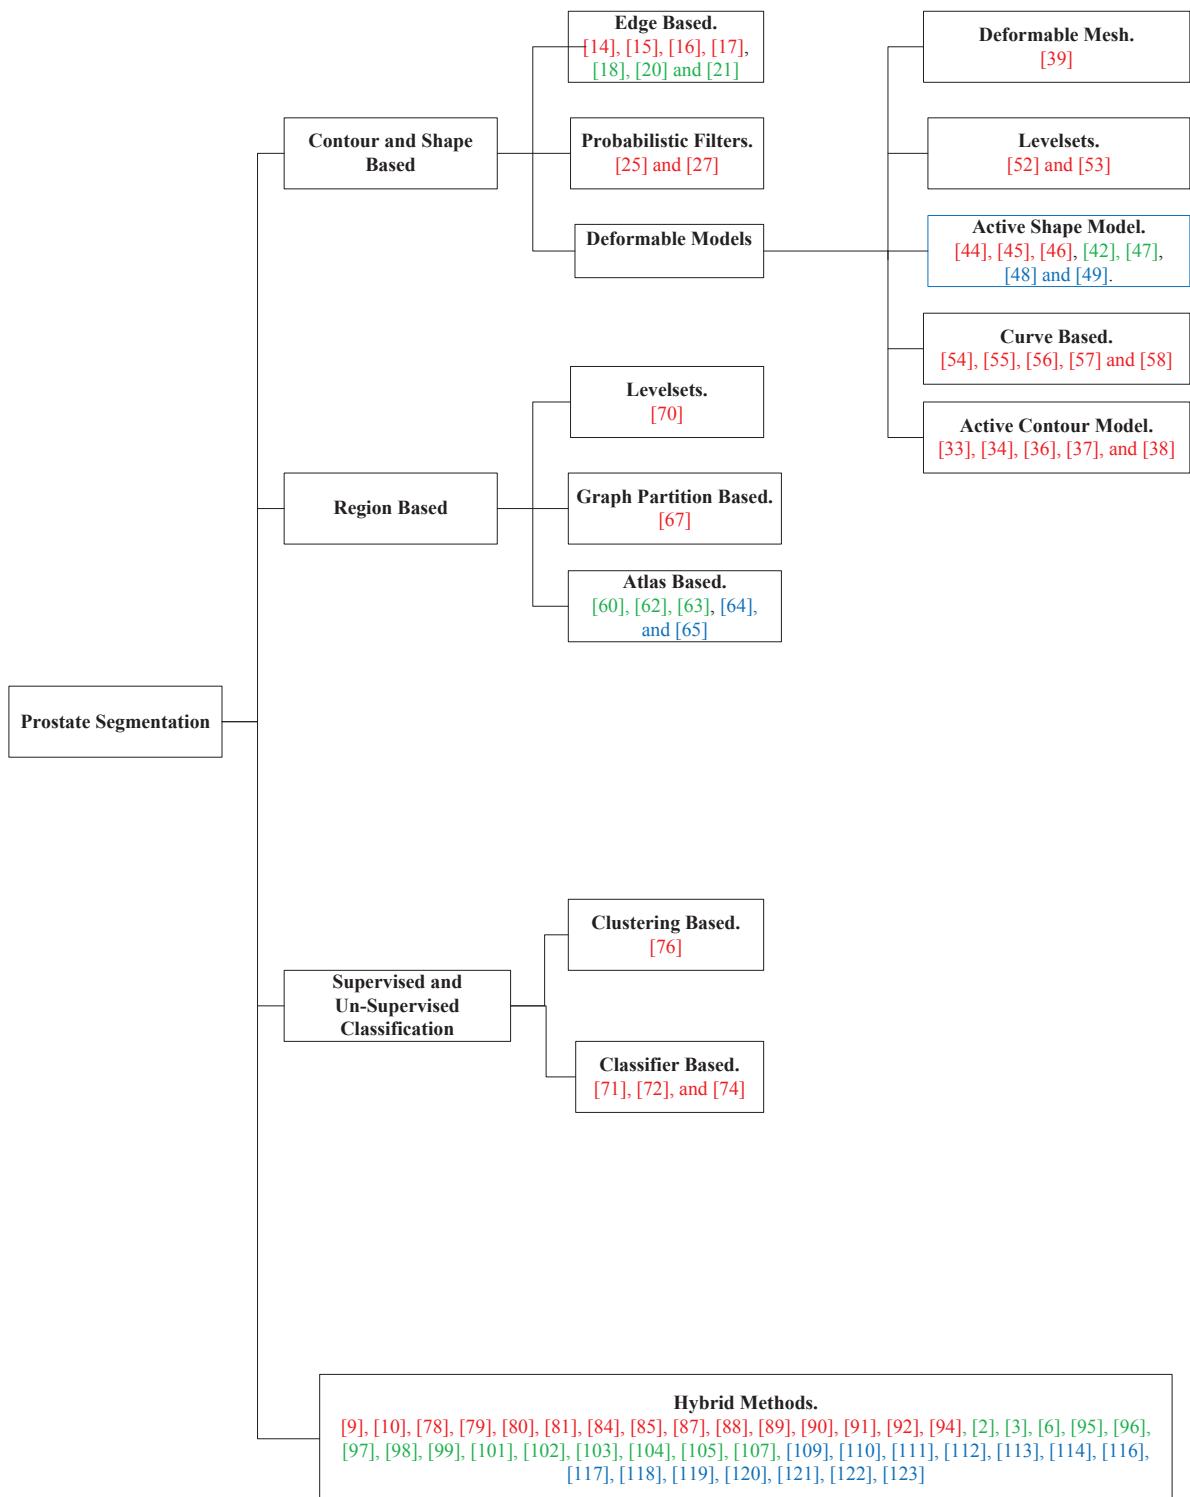 Prostate Segmentation
Contour and Shape
Based
Edge Based.
[14], [15], [16], [17],
[18], [20] and [21]
Probabilistic Filters.
[25] and [27]
Deformable Models
Deformable Mesh.
[39]
Levelsets.
[52] and [53]
Active Shape Model.
[44], [45], [46], [42], [47],
[48] and [49].
Curve Based.
[54], [55], [56], [57] and [58]
Active Contour Model.
[33], [34], [36], [37], and [38]
Region Based
Levelsets.
[70]
Graph Partition Based.
[67]
Atlas Based.
[60], [62], [63], [64],
and [65]
Supervised and
Un-Supervised
Classification
Clustering Based.
[76]
Classifier Based.
[71], [72], and [74]
Hybrid Methods.
[9], [10], [78], [79], [80], [81], [84], [85], [87], [88], [89], [90], [91], [92], [94], [2], [3], [6], [95], [96],
[97], [98], [99], [101], [102], [103], [104], [105], [107], [109], [110], [111], [112], [113], [114], [116],
[117], [118], [119], [120], [121], [122], [123]